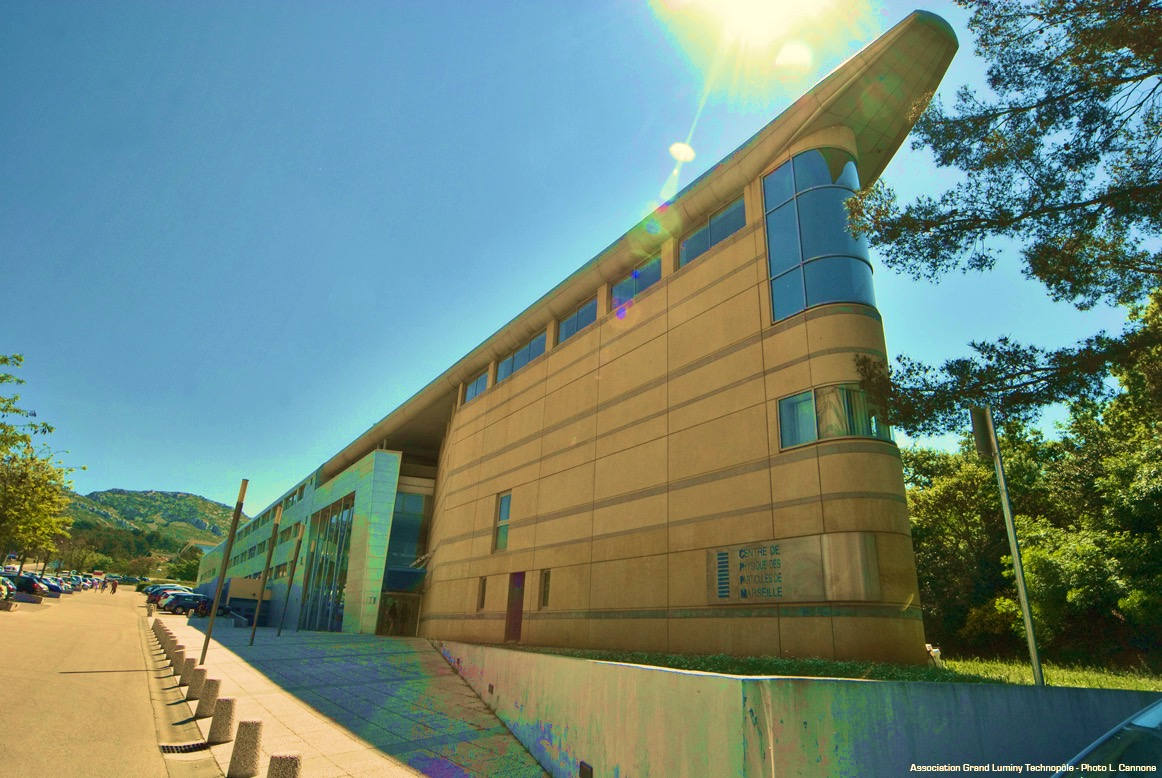 CENTRE DE
PHYSIQUE DES
PARTICULES DE
MARSEILLE
Association Grand Luminy Technopôle - Photo L. Cannone